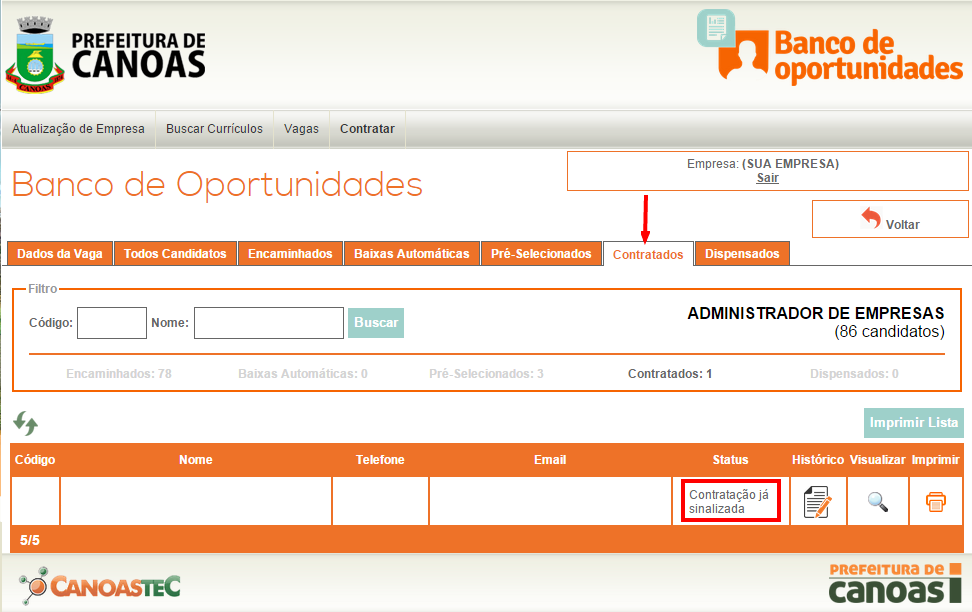 PREFEITURA DE
CANOAS
Banco de
oportunidades
Atualização de Empresa Buscar Currículos Vagas Contratar
Empresa: (SUA EMPRESA)
Sair
Banco de Oportunidades
Voltar
Dados da Vaga Todos Candidatos Encaminhados Baixas Automáticas Pré-Selecionados Contratados Dispensados
Filtro
Código: Nome: Buscar
ADMINISTRADOR DE EMPRESAS
(86 candidatos)
Encaminhados: 78 Baixas Automáticas: 0 Pré-Selecionados: 3 Contratados: 1 Dispensados: 0
Imprimir Lista
Código Nome Telefone Email Status Histórico Visualizar Imprimir
Contratação já
sinalizada
5/5
CANOASTEC
PREFEITURA DE
canoas